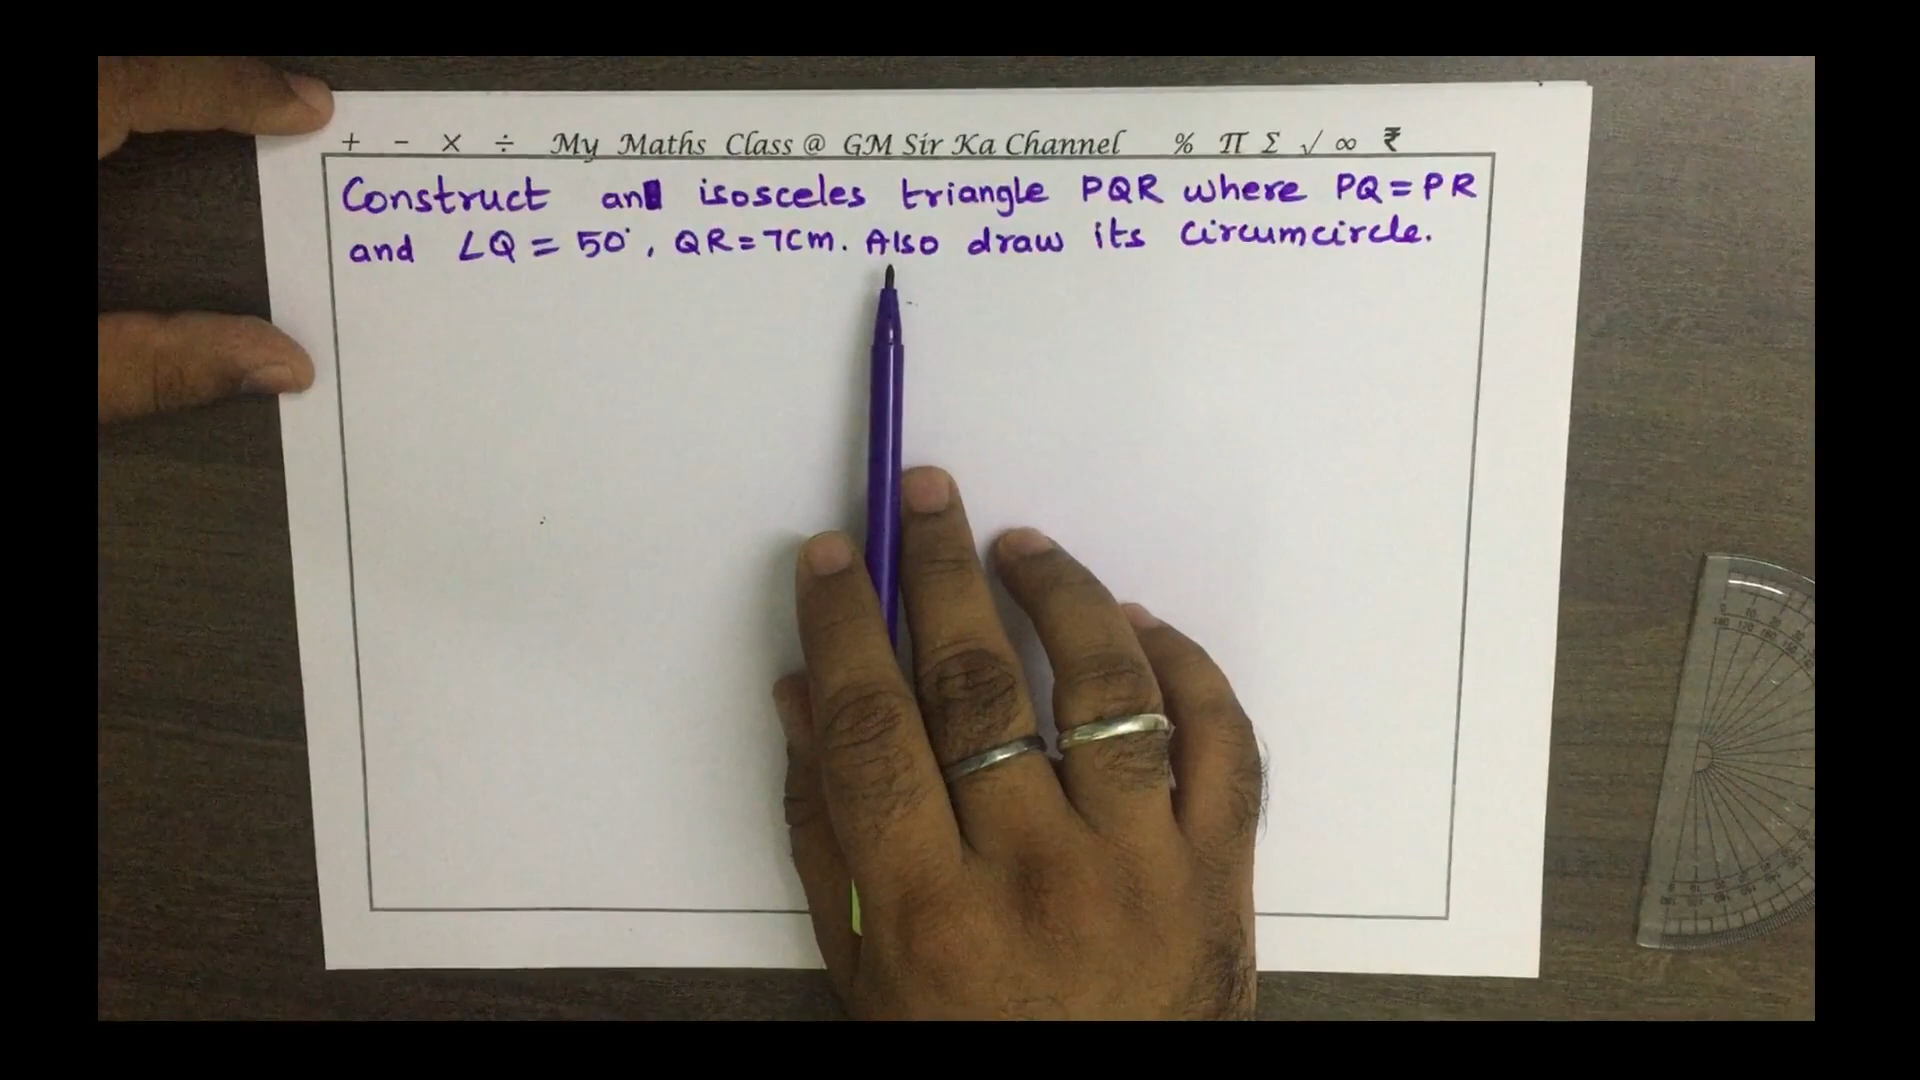 + - × ÷ My Maths Class @ GM Sir Ka Channel % Π Σ √ ∞ ₹
Construct an isosceles triangle PQR where PQ = PR
and ∠Q = 50°, QR = 7cm. Also draw its circumcircle.